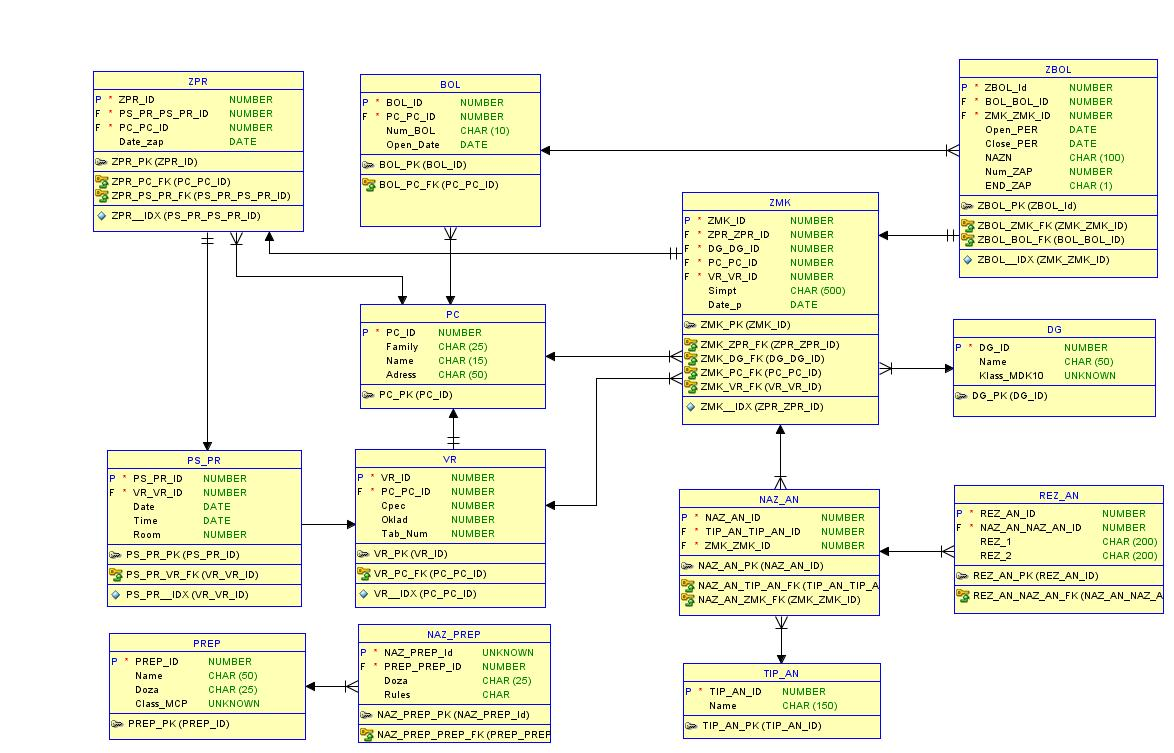 ZPR
P * ZPR_ID NUMBER
F * PS_PR_PS_PR_ID NUMBER
F * PC_PC_ID NUMBER
Date_zap DATE
ZPR_PK (ZPR_ID)
ZPR_PC_FK (PC_PC_ID)
ZPR_PS_PR_FK (PS_PR_PS_PR_ID)
ZPR__IDX (PS_PR_PS_PR_ID)
BOL
P * BOL_ID NUMBER
F * PC_PC_ID NUMBER
Num_BOL CHAR (10)
Open_Date DATE
BOL_PK (BOL_ID)
BOL_PC_FK (PC_PC_ID)
ZBOL
P * ZBOL_Id NUMBER
F * BOL_BOL_ID NUMBER
F * ZMK_ZMK_ID NUMBER
Open_PER DATE
Close_PER DATE
NAZN CHAR (100)
Num_ZAP NUMBER
END_ZAP CHAR (1)
ZBOL_PK (ZBOL_Id)
ZBOL_ZMK_FK (ZMK_ZMK_ID)
ZBOL_BOL_FK (BOL_BOL_ID)
ZBOL__IDX (ZMK_ZMK_ID)
ZMK
P * ZMK_ID NUMBER
F * ZPR_ZPR_ID NUMBER
F * DG_DG_ID NUMBER
F * PC_PC_ID NUMBER
F * VR_VR_ID NUMBER
Simpt CHAR (500)
Date_p DATE
ZMK_PK (ZMK_ID)
ZMK_ZPR_FK (ZPR_ZPR_ID)
ZMK_DG_FK (DG_DG_ID)
ZMK_PC_FK (PC_PC_ID)
ZMK_VR_FK (VR_VR_ID)
ZMK__IDX (ZPR_ZPR_ID)
PC
P * PC_ID NUMBER
Family CHAR (25)
Name CHAR (15)
Adress CHAR (50)
PC_PK (PC_ID)
DG
P * DG_ID NUMBER
Name CHAR (50)
Klass_MDK10 UNKNOWN
DG_PK (DG_ID)
PS_PR
P * PS_PR_ID NUMBER
F * VR_VR_ID NUMBER
Date DATE
Time DATE
Room NUMBER
PS_PR_PK (PS_PR_ID)
PS_PR_VR_FK (VR_VR_ID)
PS_PR__IDX (VR_VR_ID)
VR
P * VR_ID NUMBER
F * PC_PC_ID NUMBER
Cpec NUMBER
Oklad NUMBER
Tab_Num NUMBER
VR_PK (VR_ID)
VR_PC_FK (PC_PC_ID)
VR__IDX (PC_PC_ID)
NAZ_AN
P * NAZ_AN_ID NUMBER
F * TIP_AN_TIP_AN_ID NUMBER
F * ZMK_ZMK_ID NUMBER
NAZ_AN_PK (NAZ_AN_ID)
NAZ_AN_TIP_AN_FK (TIP_AN_TIP_A
NAZ_AN_ZMK_FK (ZMK_ZMK_ID)
REZ_AN
P * REZ_AN_ID NUMBER
F * NAZ_AN_NAZ_AN_ID NUMBER
REZ_1 CHAR (200)
REZ_2 CHAR (200)
REZ_AN_PK (REZ_AN_ID)
REZ_AN_NAZ_AN_FK (NAZ_AN_NAZ_A
PREP
P * PREP_ID NUMBER
Name CHAR (50)
Doza CHAR (25)
Class_MCP UNKNOWN
PREP_PK (PREP_ID)
NAZ_PREP
P * NAZ_PREP_Id UNKNOWN
F * PREP_PREP_ID NUMBER
Doza CHAR (25)
Rules CHAR
NAZ_PREP_PK (NAZ_PREP_Id)
NAZ_PREP_PREP_FK (PREP_PREP
TIP_AN
P * TIP_AN_ID NUMBER
Name CHAR (150)
TIP_AN_PK (TIP_AN_ID)